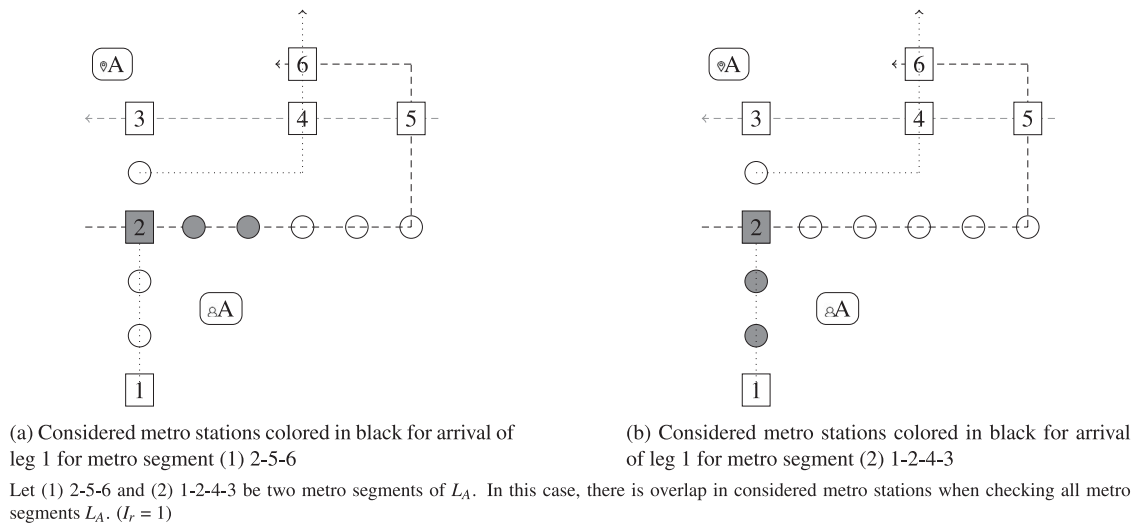 6
A
3
4
5
2
A
1
6
A
3
4
5
2
A
1
(a) Considered metro stations colored in black for arrival of
leg 1 for metro segment (1) 2-5-6
(b) Considered metro stations colored in black for arrival
of leg 1 for metro segment (2) 1-2-4-3
Let (1) 2-5-6 and (2) 1-2-4-3 be two metro segments of L_A. In this case, there is overlap in considered metro stations when checking all metro
segments L_A. (I_r = 1)